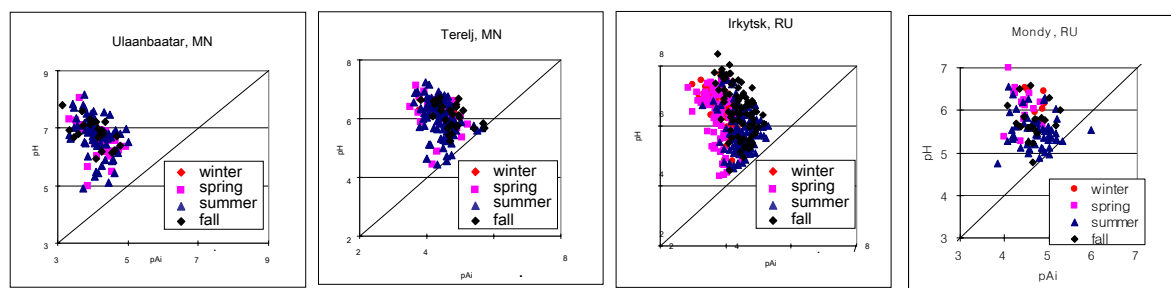 Ulaanbaatar, MN
9
7
5
3
pH
3 5 7 9
pAi
winter
spring
summer
fall
Terelj, MN
8
6
4
2
pH
2 4 6 8
pAi
winter
spring
summer
fall
Irkytsk, RU
8
6
4
2
pH
2 4 6 8
pAi
winter
spring
summer
fall
Mondy, RU
7
6
5
4
3
pH
3 4 5 6 7
pAi
winter
spring
summer
fall